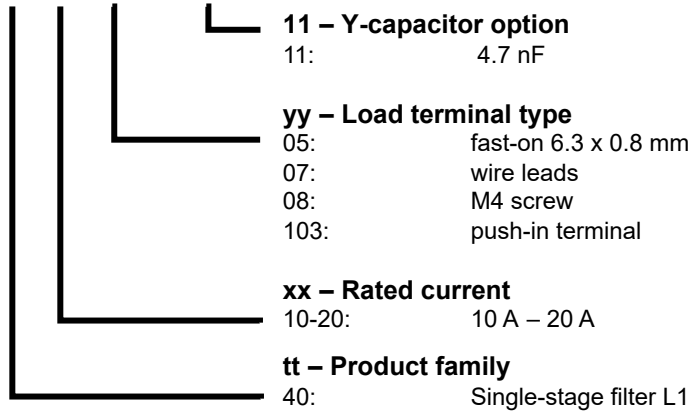 11 – Y-capacitor option
11: 4.7 nF
yy – Load terminal type
05: fast-on 6.3 x 0.8 mm
07: wire leads
08: M4 screw
103: push-in terminal
xx – Rated current
10-20: 10 A – 20 A
tt – Product family
40: Single-stage filter L1